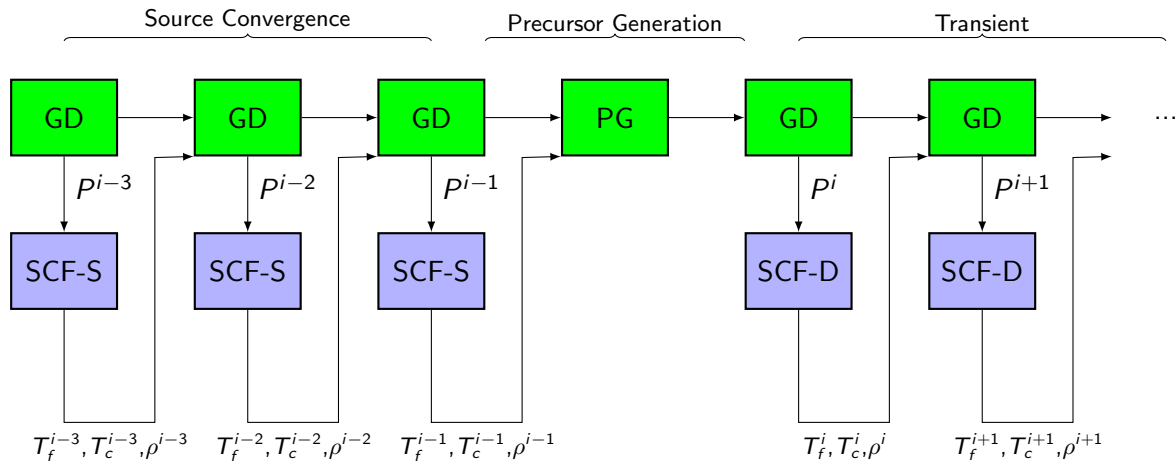 Source Convergence Precursor Generation Transient
GD GD GD PG GD GD ...
P^{i−3} P^{i−2} P^{i−1} P^{i} P^{i+1}
SCF-S SCF-S SCF-S SCF-D SCF-D
T_f^{i−3}, T_c^{i−3}, ρ^{i−3} T_f^{i−2}, T_c^{i−2}, ρ^{i−2} T_f^{i−1}, T_c^{i−1}, ρ^{i−1} T_f^{i}, T_c^{i}, ρ^{i} T_f^{i+1}, T_c^{i+1}, ρ^{i+1}